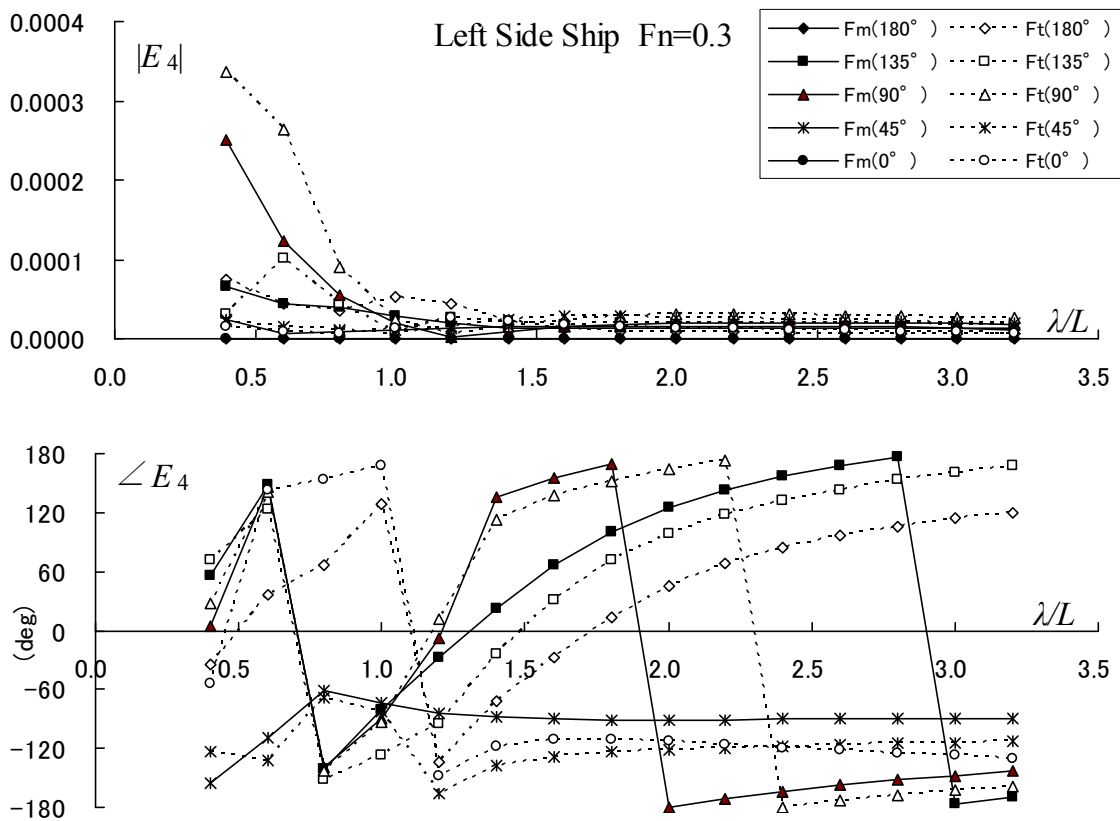 Left Side Ship Fn=0.3
|E4|
0.0004
0.0003
0.0002
0.0001
0.0000
0.0 0.5 1.0 1.5 2.0 2.5 3.0 3.5
λ/L
Fm(180°) Ft(180°)
Fm(135°) Ft(135°)
Fm(90°) Ft(90°)
Fm(45°) Ft(45°)
Fm(0°) Ft(0°)
∠E4
180
120
60
0
-60
-120
-180
(deg)
λ/L
0.0 0.5 1.0 1.5 2.0 2.5 3.0 3.5